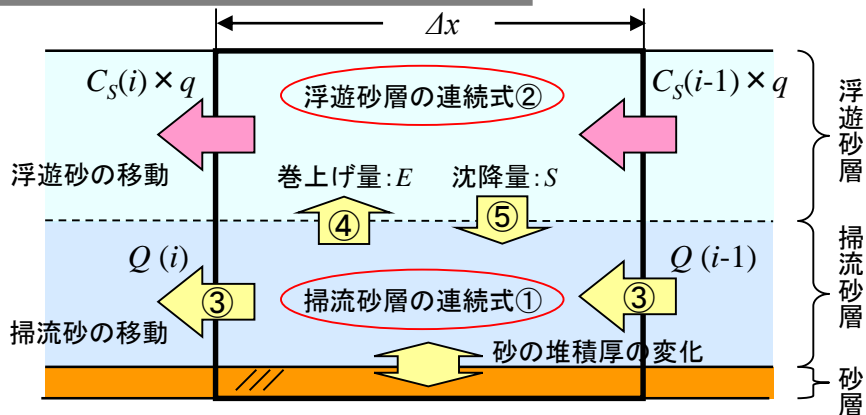 Δx
C_S(i)×q
浮遊砂層の連続式②
C_S(i-1)×q
浮遊砂層
浮遊砂の移動
巻上げ量:E
沈降量:S
④
⑤
Q (i)
Q (i-1)
③
掃流砂層の連続式①
③
掃流砂層
掃流砂の移動
砂の堆積厚の変化
砂層